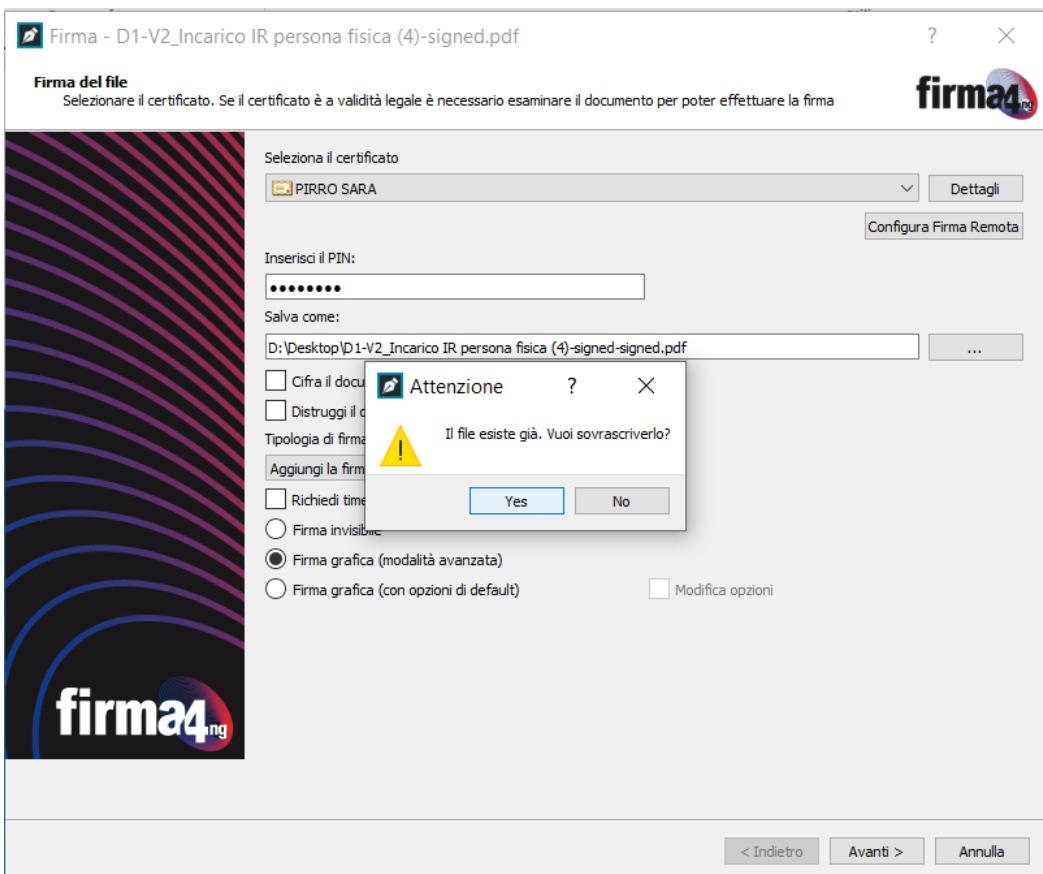 Firma - D1-V2_Incarico IR persona fisica (4)-signed.pdf
?
Firma del file
Selezionare il certificato. Se il certificato è a validità legale è necessario esaminare il documento per poter effettuare la firma
firma4ng
Seleziona il certificato
PIRRO SARA
Dettagli
Configura Firma Remota
Inserisci il PIN:
••••••••
Salva come:
D:\Desktop\D1-V2_Incarico IR persona fisica (4)-signed-signed.pdf
...
Cifra il docu
Attenzione ?
Distruggi il d
Il file esiste già. Vuoi sovrascriverlo?
Tipologia di firma
Aggiungi la firm
Yes No
Richiedi time
Firma invisibile
Firma grafica (modalità avanzata)
Firma grafica (con opzioni di default)
Modifica opzioni
firma4ng
< Indietro Avanti > Annulla